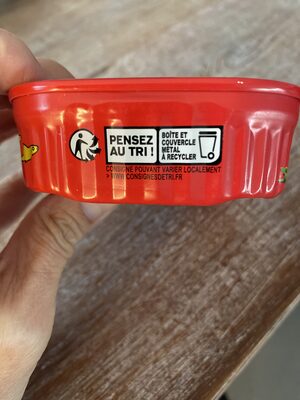 PENSEZ
AU TRI !
BOÎTE ET
COUVERCLE
MÉTAL
À RECYCLER
CONSIGNE POUVANT VARIER LOCALEMENT
> WWW.CONSIGNESDETRI.FR